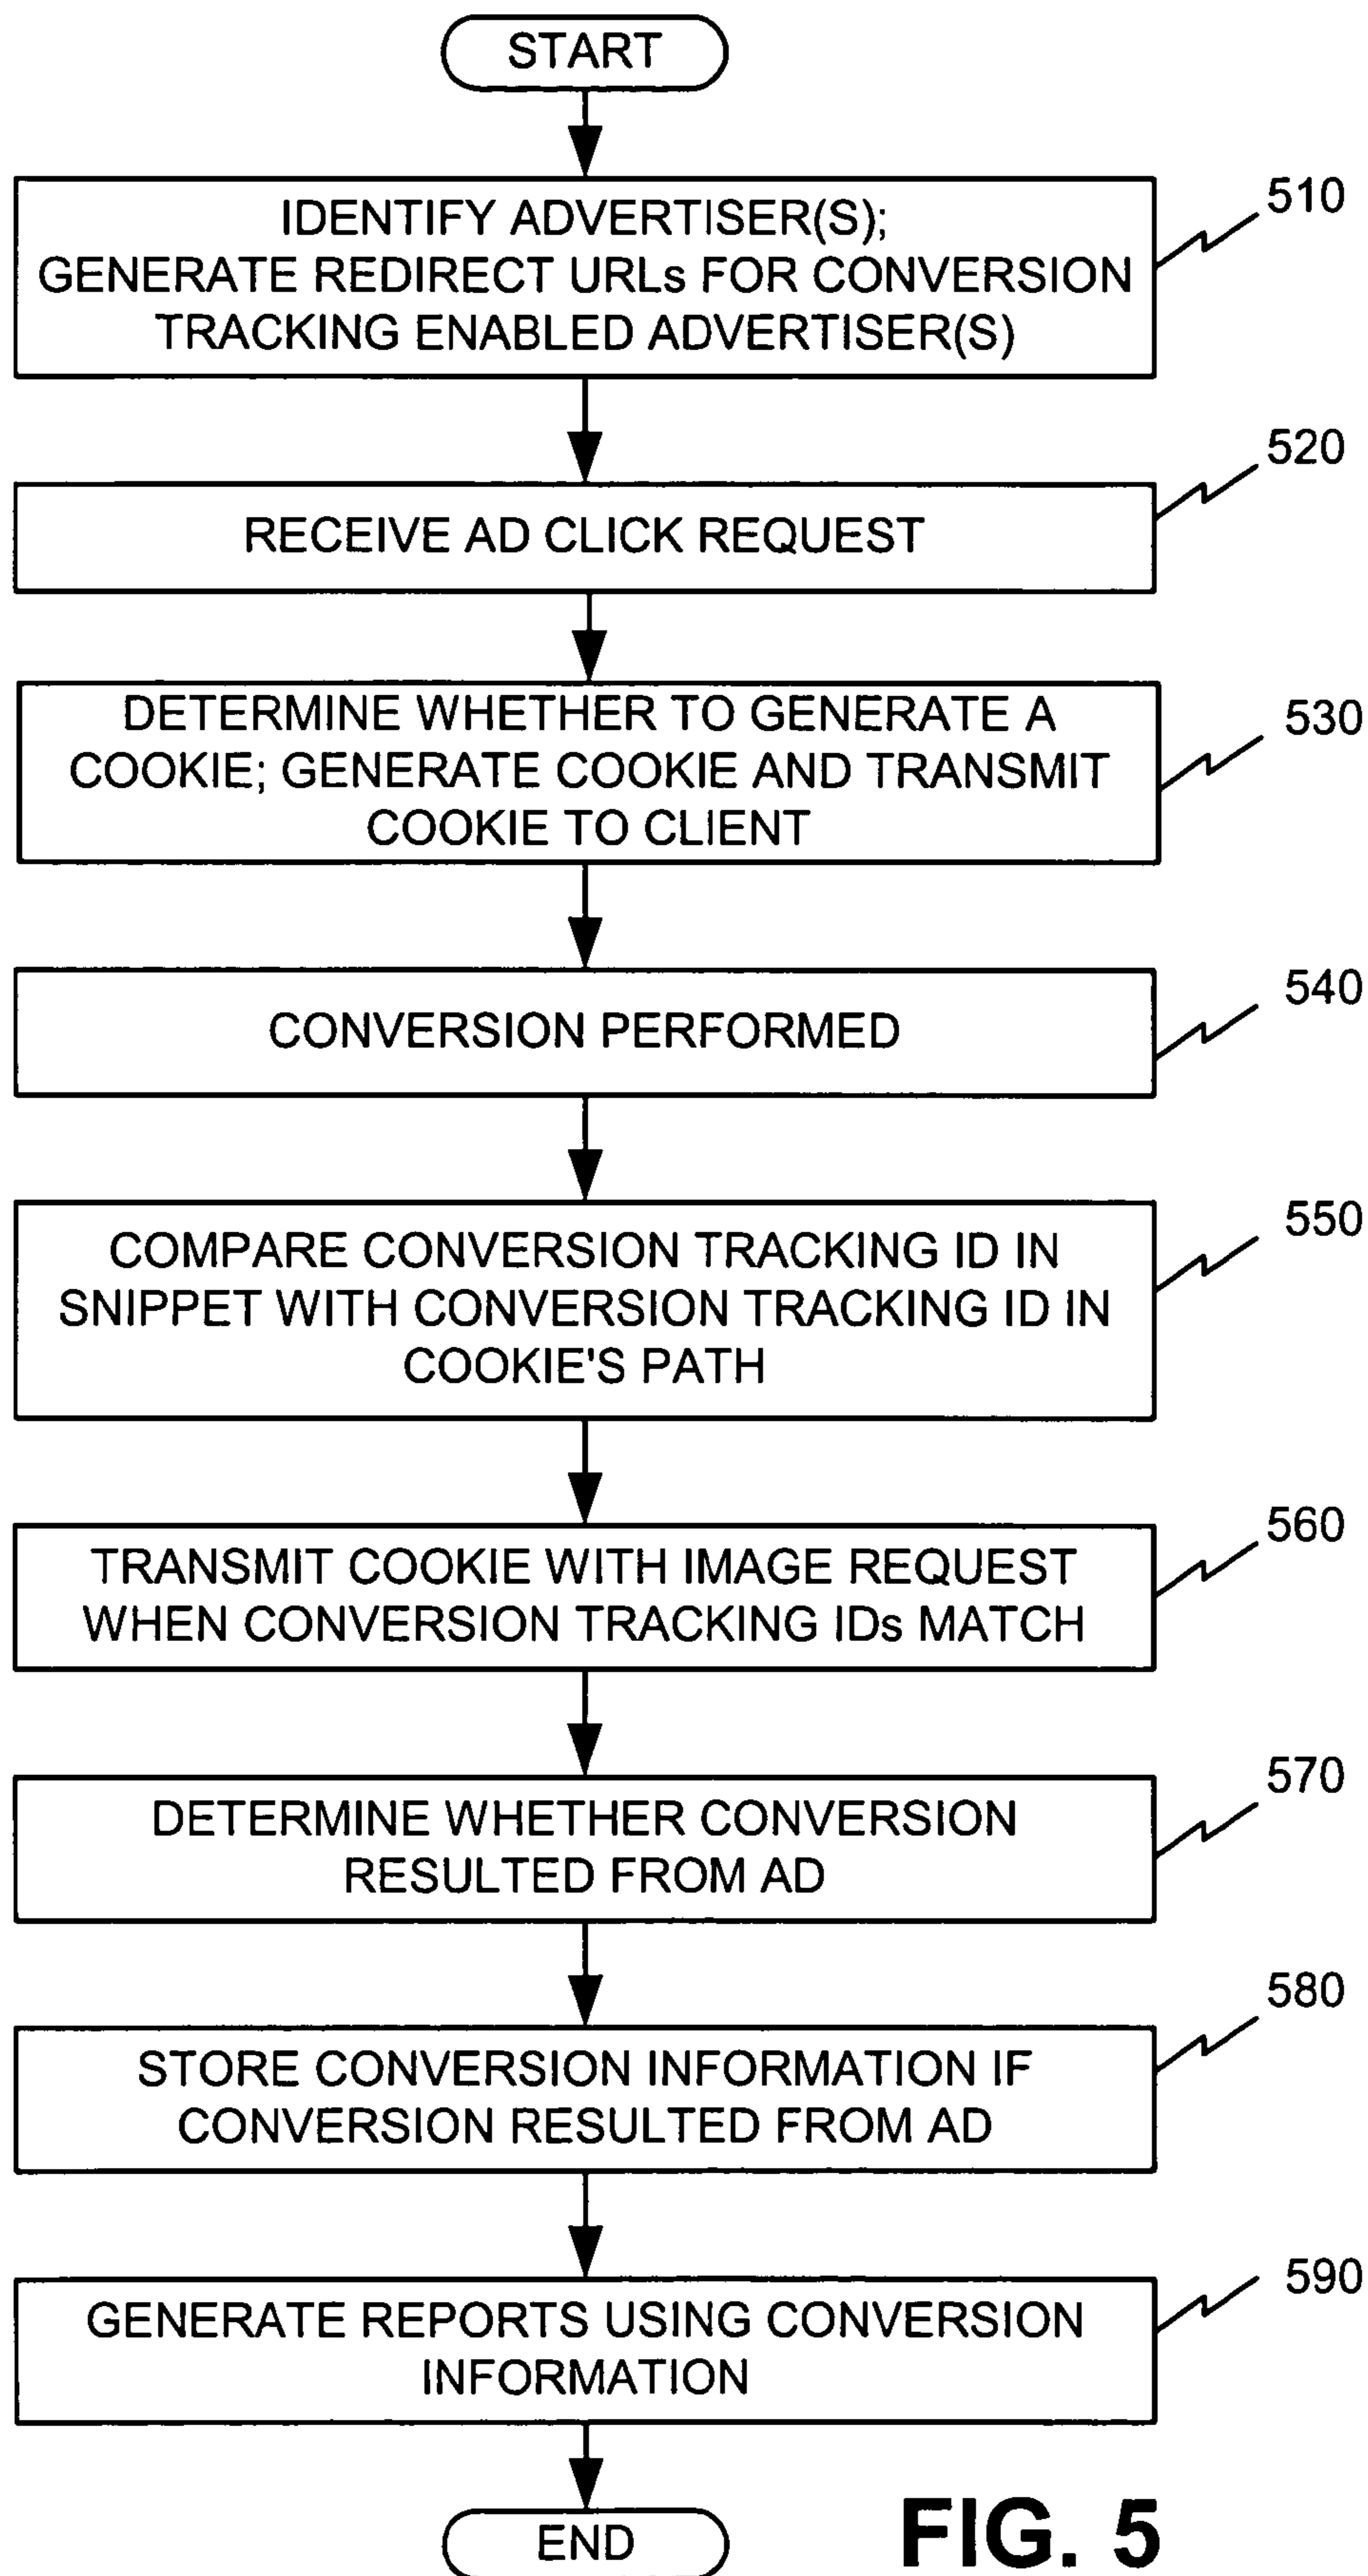 START
IDENTIFY ADVERTISER(S);
GENERATE REDIRECT URLs FOR CONVERSION
TRACKING ENABLED ADVERTISER(S)
510
RECEIVE AD CLICK REQUEST
520
DETERMINE WHETHER TO GENERATE A
COOKIE; GENERATE COOKIE AND TRANSMIT
COOKIE TO CLIENT
530
CONVERSION PERFORMED
540
COMPARE CONVERSION TRACKING ID IN
SNIPPET WITH CONVERSION TRACKING ID IN
COOKIE'S PATH
550
TRANSMIT COOKIE WITH IMAGE REQUEST
WHEN CONVERSION TRACKING IDs MATCH
560
DETERMINE WHETHER CONVERSION
RESULTED FROM AD
570
STORE CONVERSION INFORMATION IF
CONVERSION RESULTED FROM AD
580
GENERATE REPORTS USING CONVERSION
INFORMATION
590
END
FIG. 5